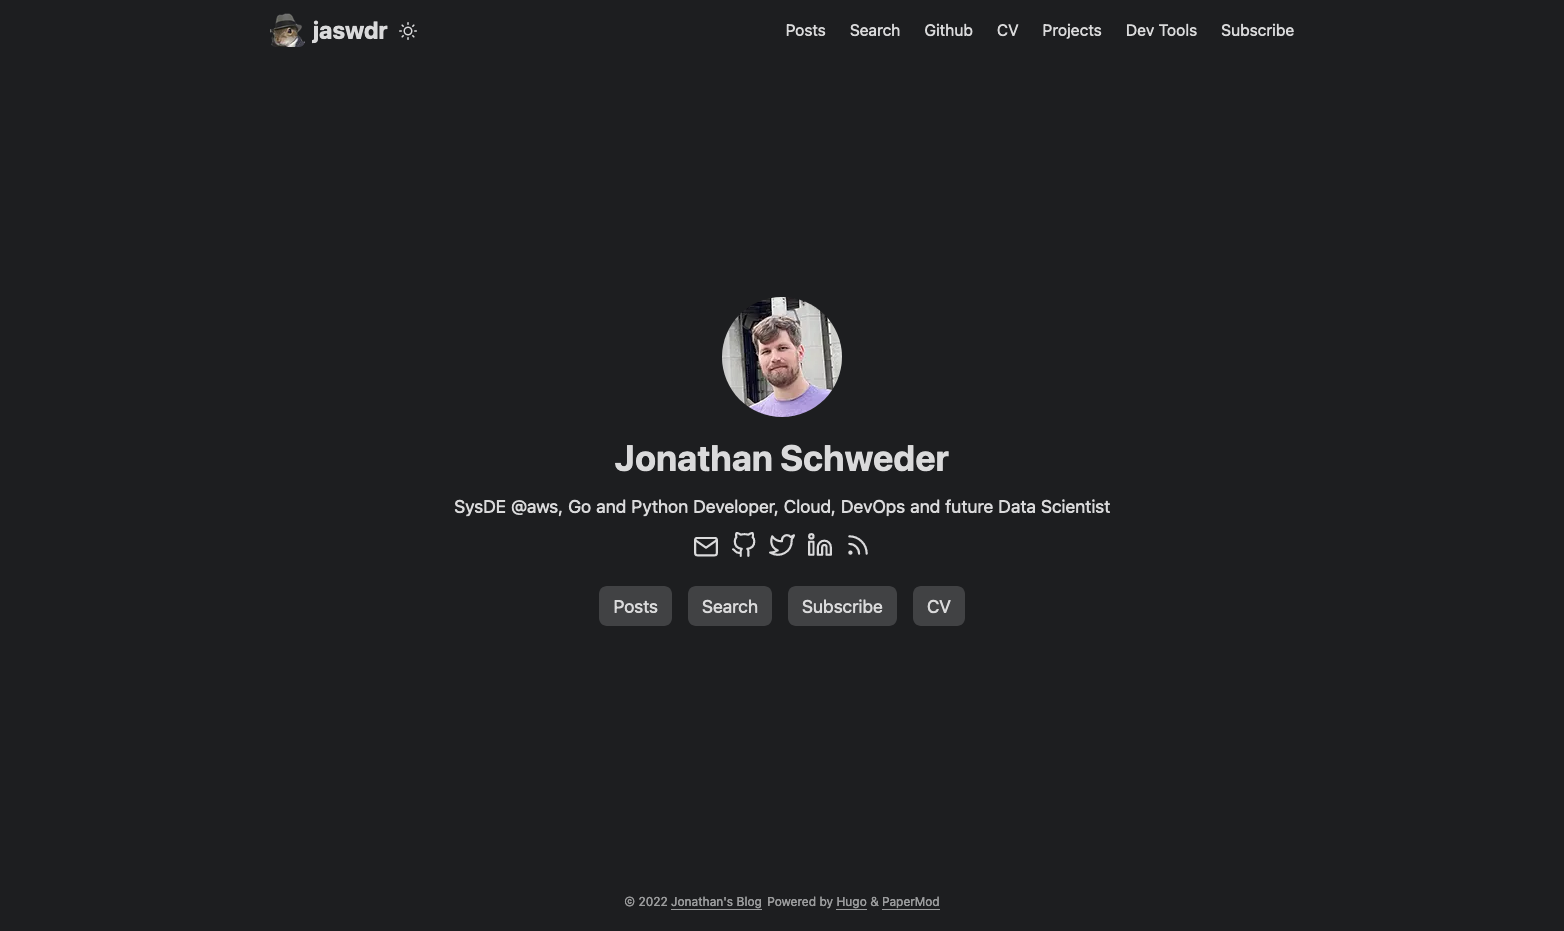 jaswdr
Posts Search Github CV Projects Dev Tools Subscribe
Jonathan Schweder
SysDE @aws, Go and Python Developer, Cloud, DevOps and future Data Scientist
Posts Search Subscribe CV
© 2022 Jonathan's Blog Powered by Hugo & PaperMod